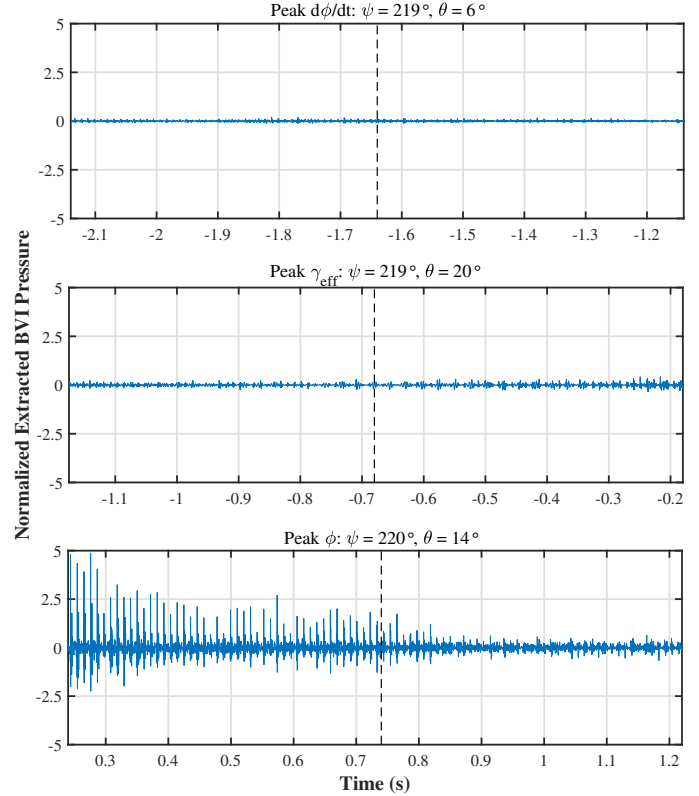 Peak dϕ/dt: ψ = 219°, θ = 6°
5
2.5
0
-2.5
-5
-2.1 -2 -1.9 -1.8 -1.7 -1.6 -1.5 -1.4 -1.3 -1.2
Peak γeff: ψ = 219°, θ = 20°
5
2.5
0
-2.5
-5
-1.1 -1 -0.9 -0.8 -0.7 -0.6 -0.5 -0.4 -0.3 -0.2
Normalized Extracted BVI Pressure
Peak ϕ: ψ = 220°, θ = 14°
5
2.5
0
-2.5
-5
0.3 0.4 0.5 0.6 0.7 0.8 0.9 1 1.1 1.2
Time (s)